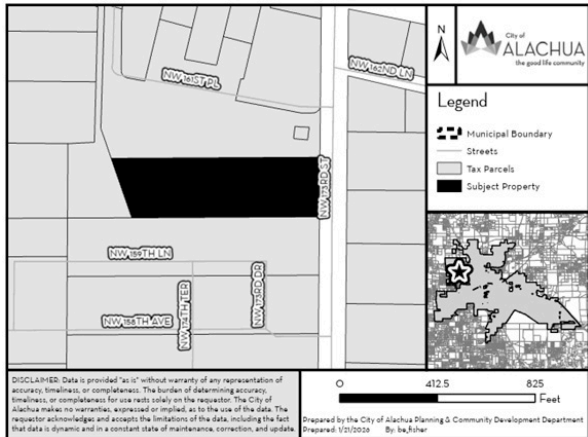 NW 161ST PL
NW 162ND LN
NW 173RD ST
NW 159TH LN
NW 174TH TER
NW 173RD DR
NW 158TH AVE
N
City of
ALACHUA
the good life community
Legend
Municipal Boundary
Streets
Tax Parcels
Subject Property
DISCLAIMER: Data is provided "as is" without warranty of any representation of
accuracy, timeliness, or completeness. The burden of determining accuracy,
timeliness, or completeness for use rests solely on the requestor. The City of
Alachua makes no warranties, expressed or implied, as to the use of the data. The
requestor acknowledges and accepts the limitations of the data, including the fact
that data is dynamic and in a constant state of maintenance, correction, and update.
0 412.5 825
Feet
Prepared by the City of Alachua Planning & Community Development Department
Prepared: 1/21/2026 By: be_fisher